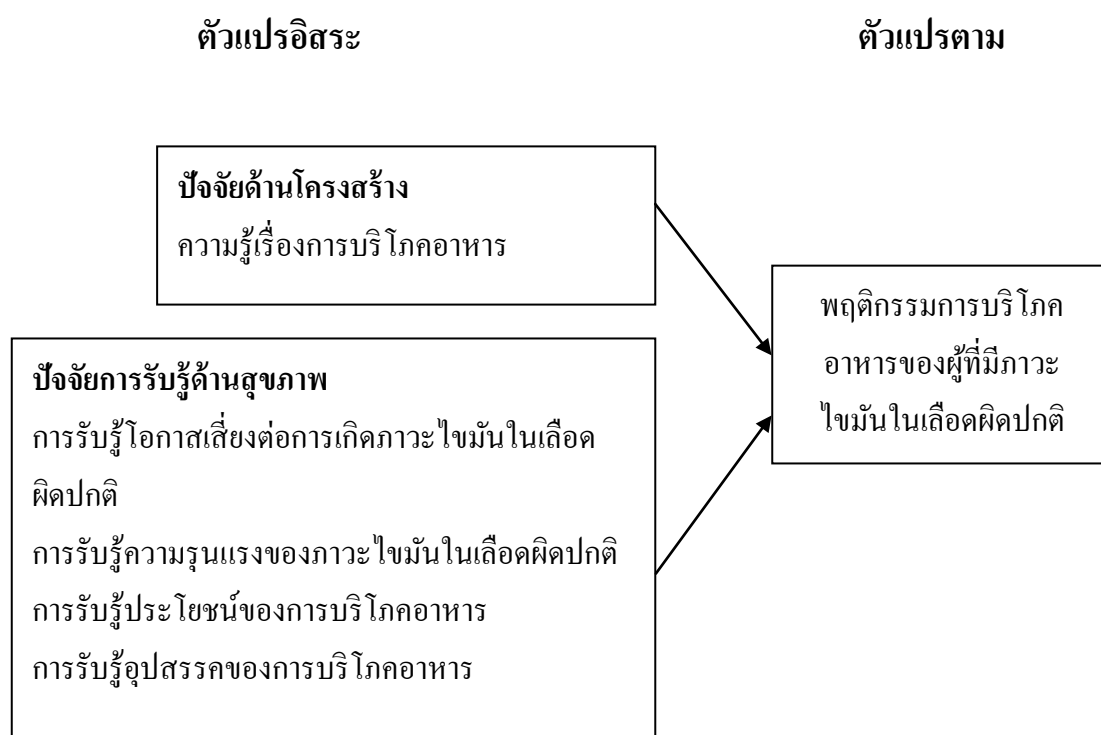 ตัวแปรอิสระ
ตัวแปรตาม
ปัจจัยด้านโครงสร้าง
ความรู้เรื่องการบริโภคอาหาร
ปัจจัยการรับรู้ด้านสุขภาพ
การรับรู้โอกาสเสี่ยงต่อการเกิดภาวะไขมันในเลือด
ผิดปกติ
การรับรู้ความรุนแรงของภาวะไขมันในเลือดผิดปกติ
การรับรู้ประโยชน์ของการบริโภคอาหาร
การรับรู้อุปสรรคของการบริโภคอาหาร
พฤติกรรมการบริโภค
อาหารของผู้ที่มีภาวะ
ไขมันในเลือดผิดปกติ